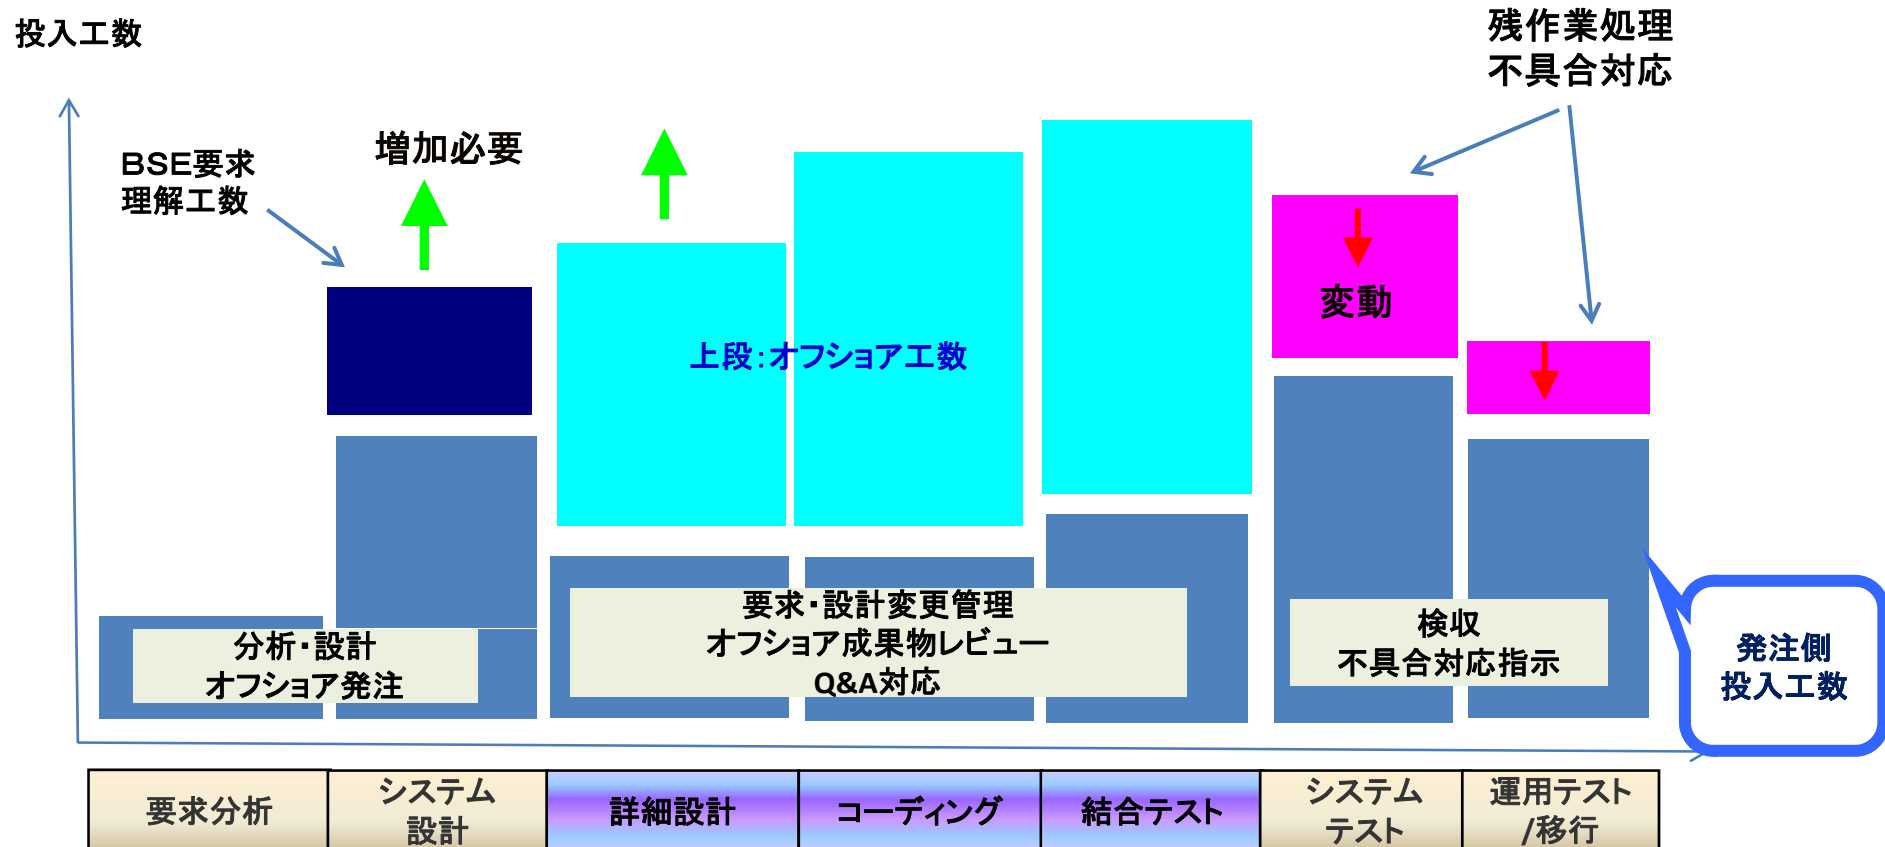 投入工数
残作業処理
不具合対応
増加必要
BSE要求
理解工数
変動
上段:オフショア工数
分析・設計
オフショア発注
要求・設計変更管理
オフショア成果物レビュー
Q&A対応
検収
不具合対応指示
発注側
投入工数
要求分析
システム
設計
詳細設計
コーディング
結合テスト
システム
テスト
運用テスト
/移行